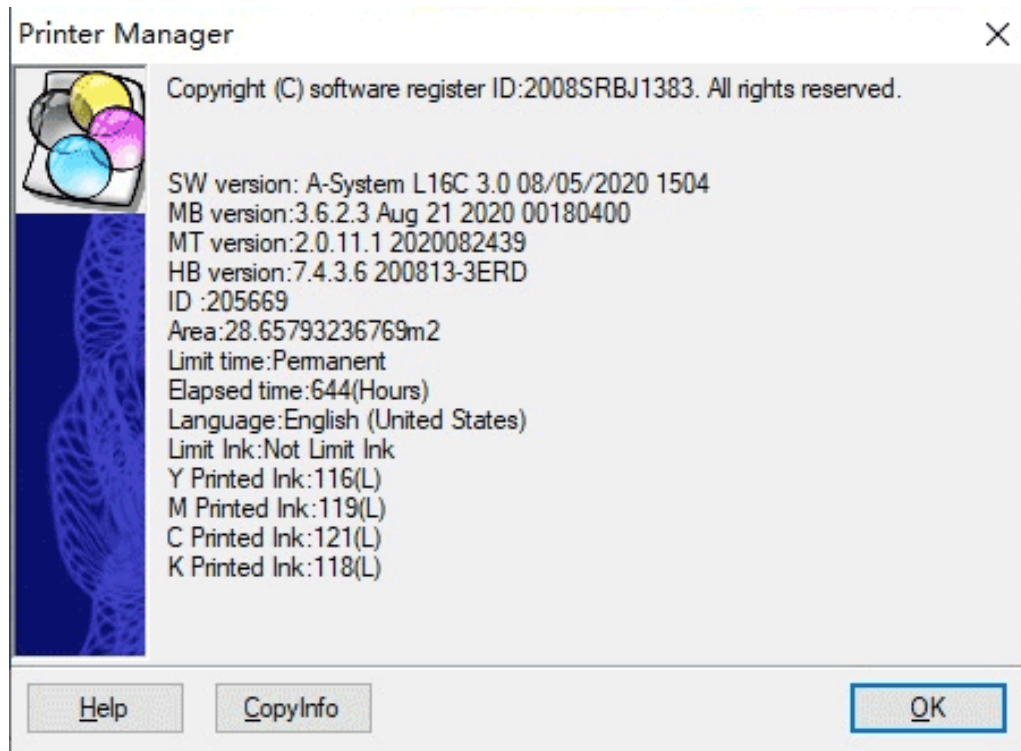 Printer Manager
Copyright (C) software register ID:2008SRBJ1383. All rights reserved.
SW version: A-System L16C 3.0 08/05/2020 1504
MB version:3.6.2.3 Aug 21 2020 00180400
MT version:2.0.11.1 2020082439
HB version:7.4.3.6 200813-3ERD
ID :205669
Area:28.65793236769m2
Limit time:Permanent
Elapsed time:644(Hours)
Language:English (United States)
Limit Ink:Not Limit Ink
Y Printed Ink:116(L)
M Printed Ink:119(L)
C Printed Ink:121(L)
K Printed Ink:118(L)
Help CopyInfo OK